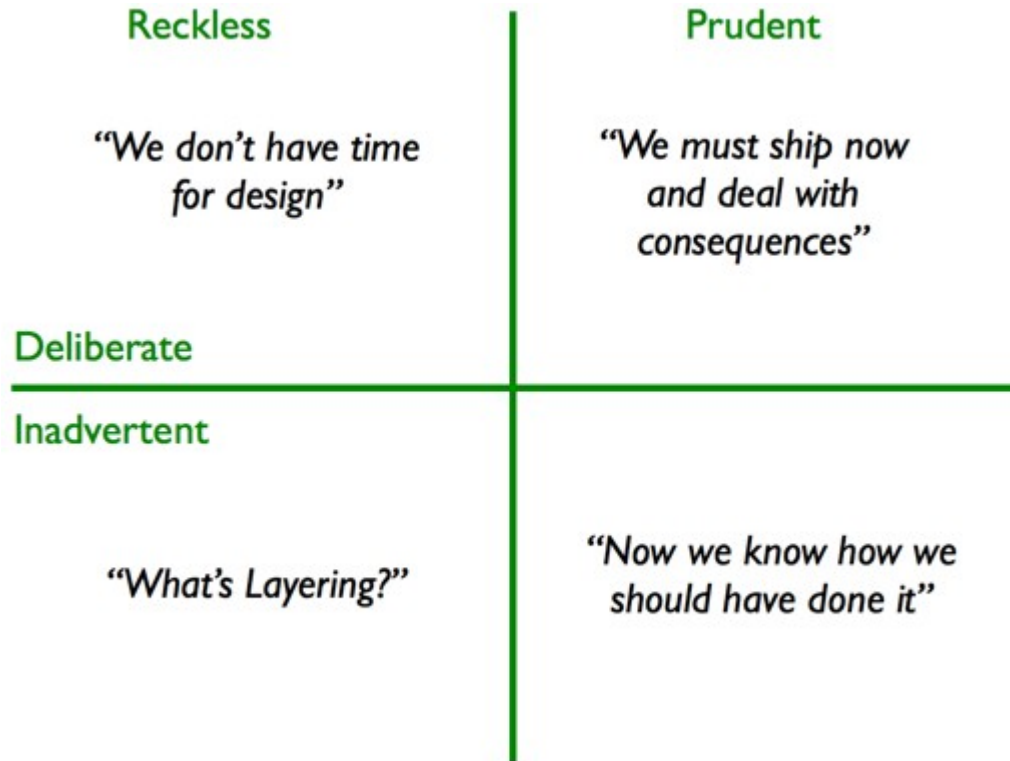 Reckless
Prudent
“We don’t have time
for design”
“We must ship now
and deal with
consequences”
Deliberate
Inadvertent
“What’s Layering?”
“Now we know how we
should have done it”